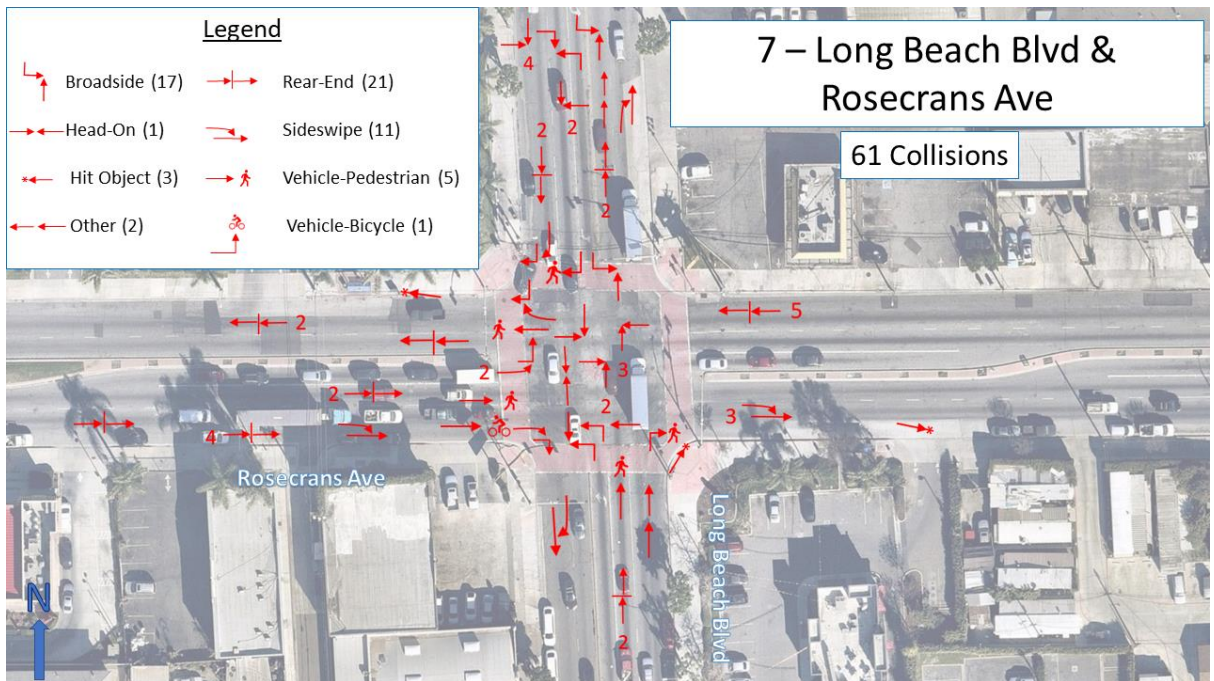 Legend
Broadside (17)
Rear-End (21)
Head-On (1)
Sideswipe (11)
Hit Object (3)
Vehicle-Pedestrian (5)
Other (2)
Vehicle-Bicycle (1)
7 – Long Beach Blvd &
Rosecrans Ave
61 Collisions
4
2
2
2
2
5
2
3
2
2
3
4
Rosecrans Ave
Long Beach Blvd
2
N